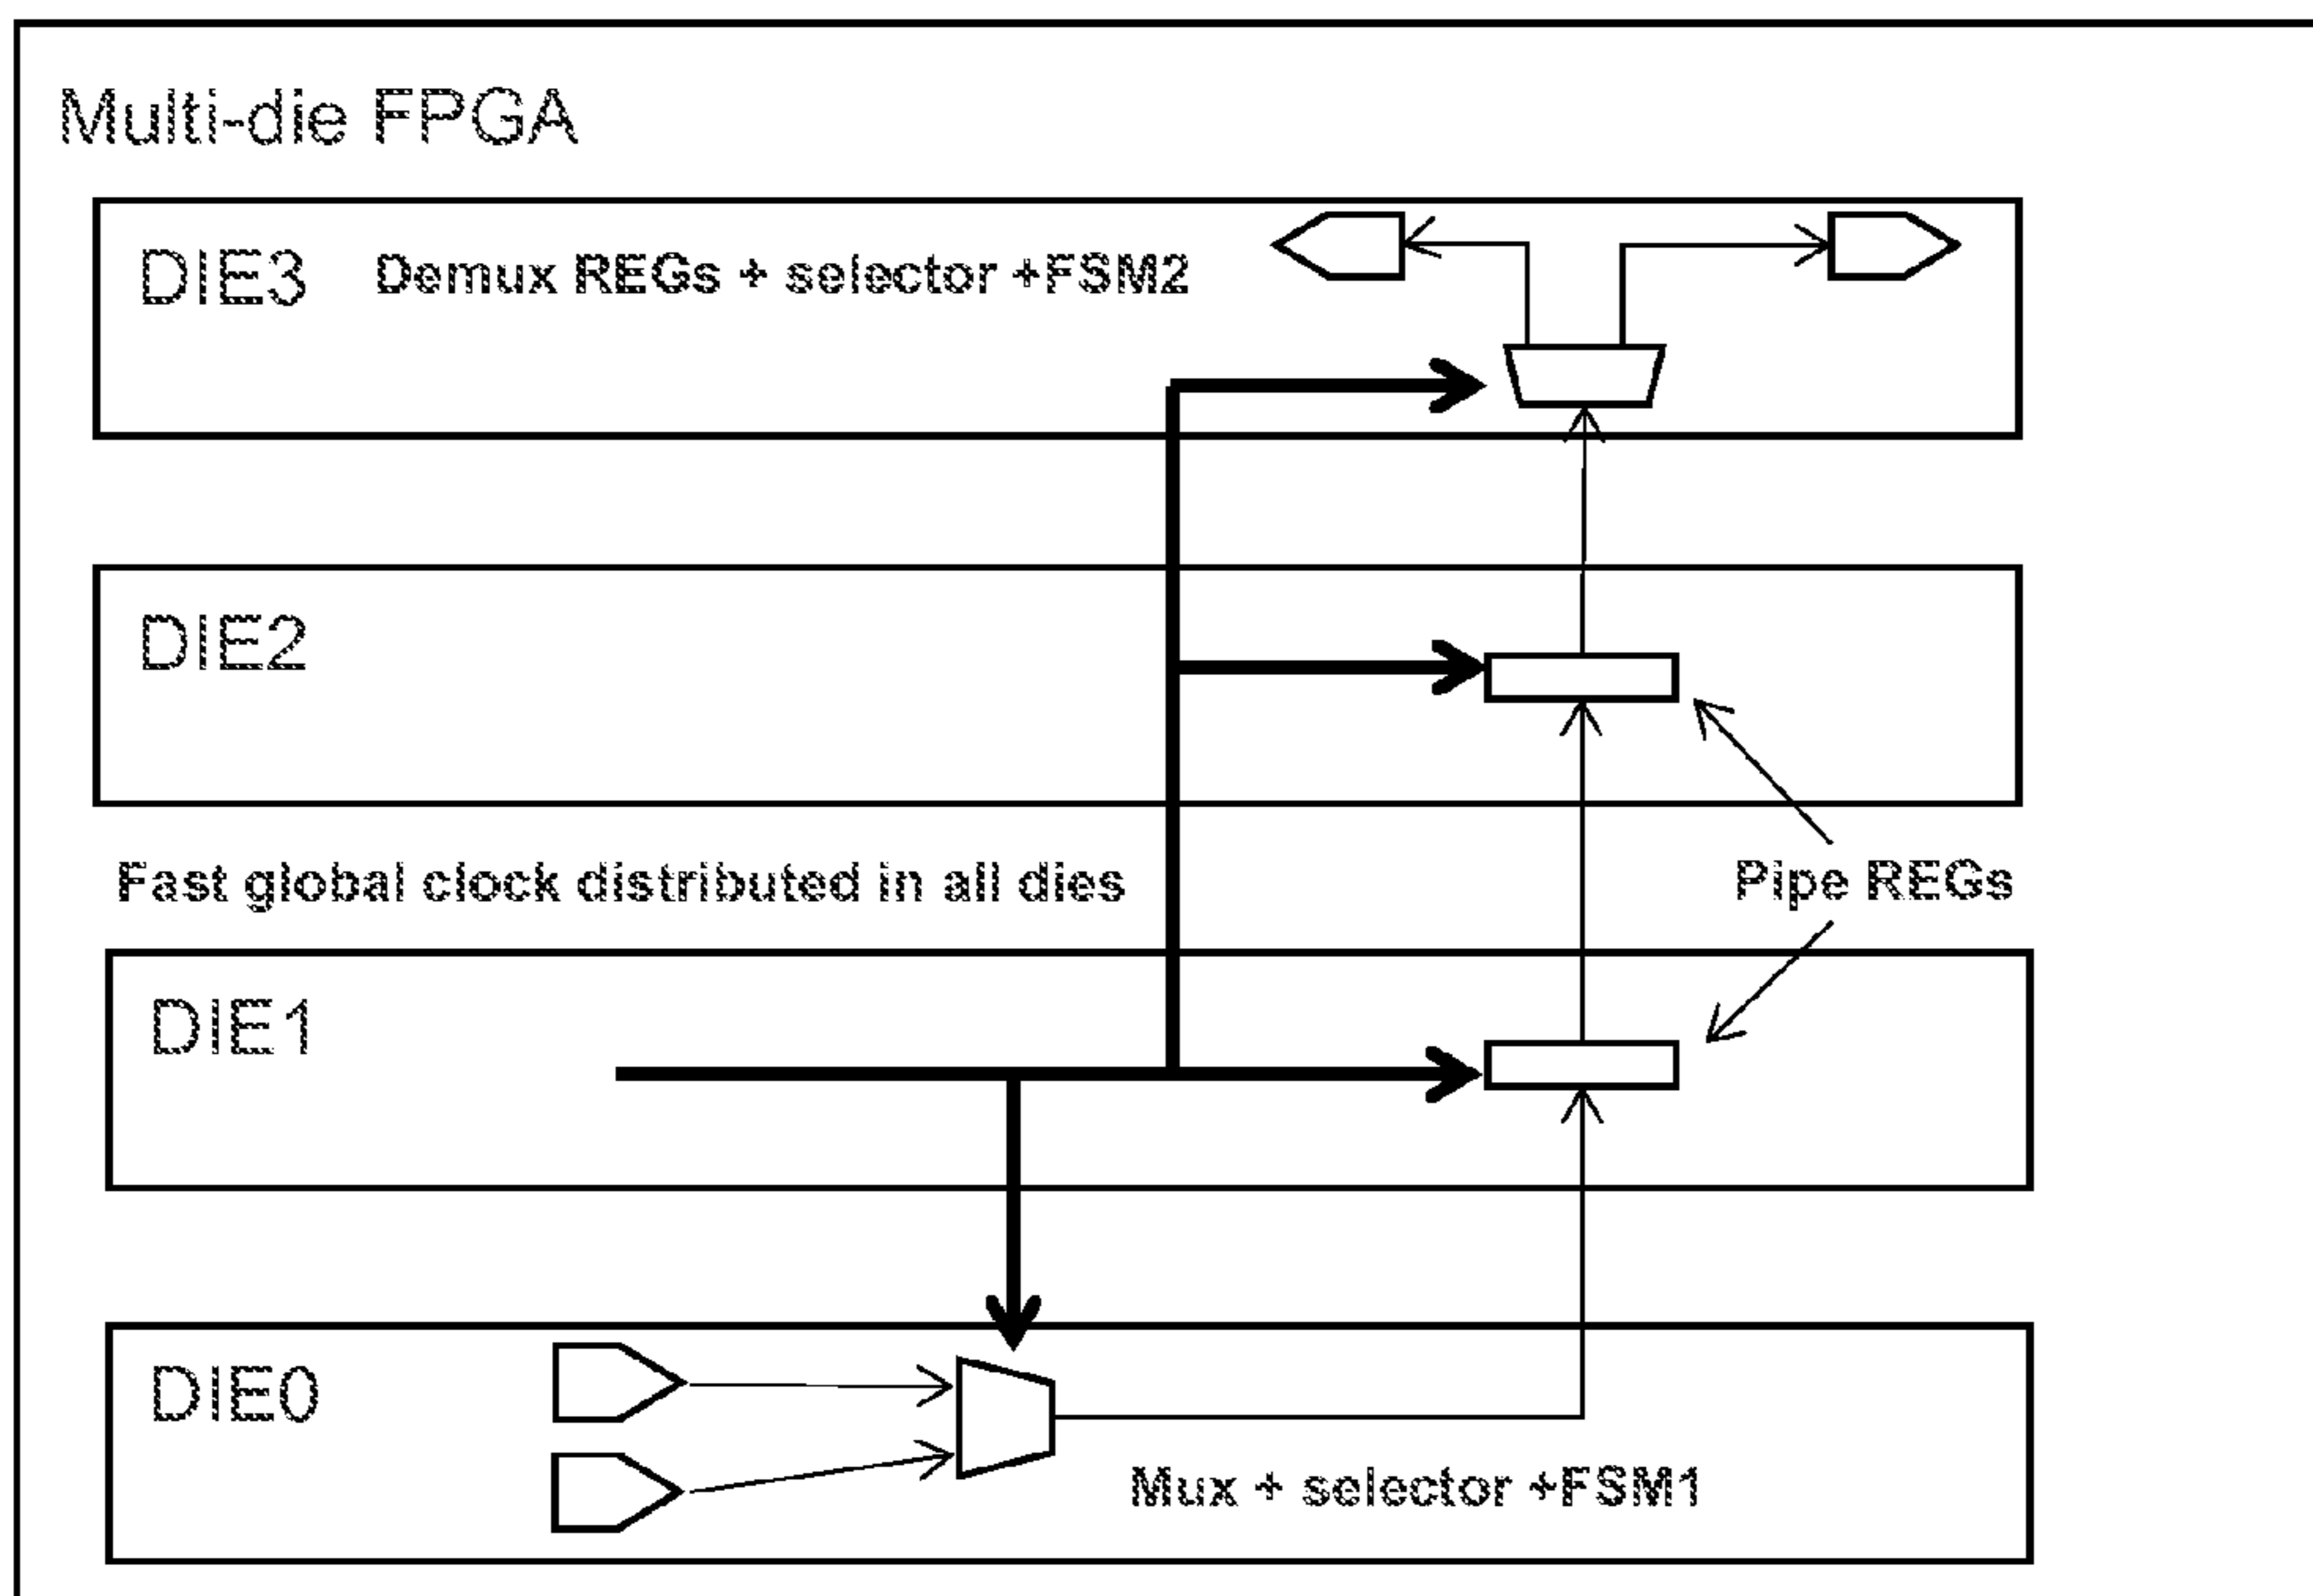 Multi-die FPGA
DIE3
Demux REGs + selector +FSM2
DIE2
Fast global clock distributed in all dies
Pipe REGs
DIE1
DIE0
Mux + selector +FSM1